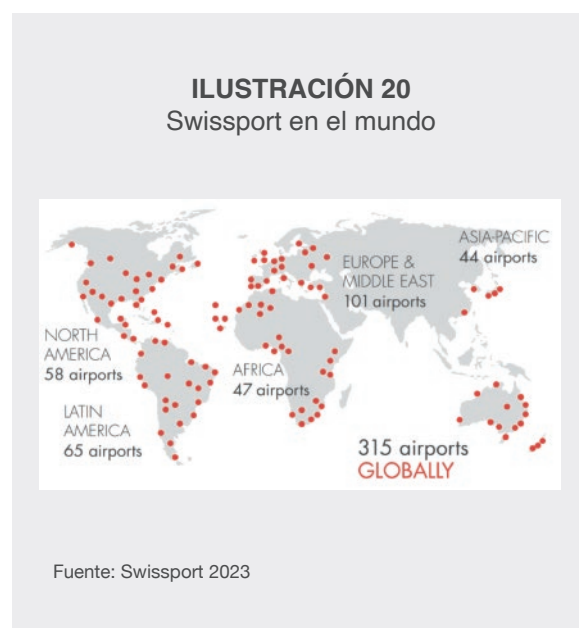 ILUSTRACIÓN 20
Swissport en el mundo
ASIA-PACIFIC
44 airports
EUROPE &
MIDDLE EAST
101 airports
NORTH
AMERICA
58 airports
AFRICA
47 airports
LATIN
AMERICA
65 airports
315 airports
GLOBALLY
Fuente: Swissport 2023